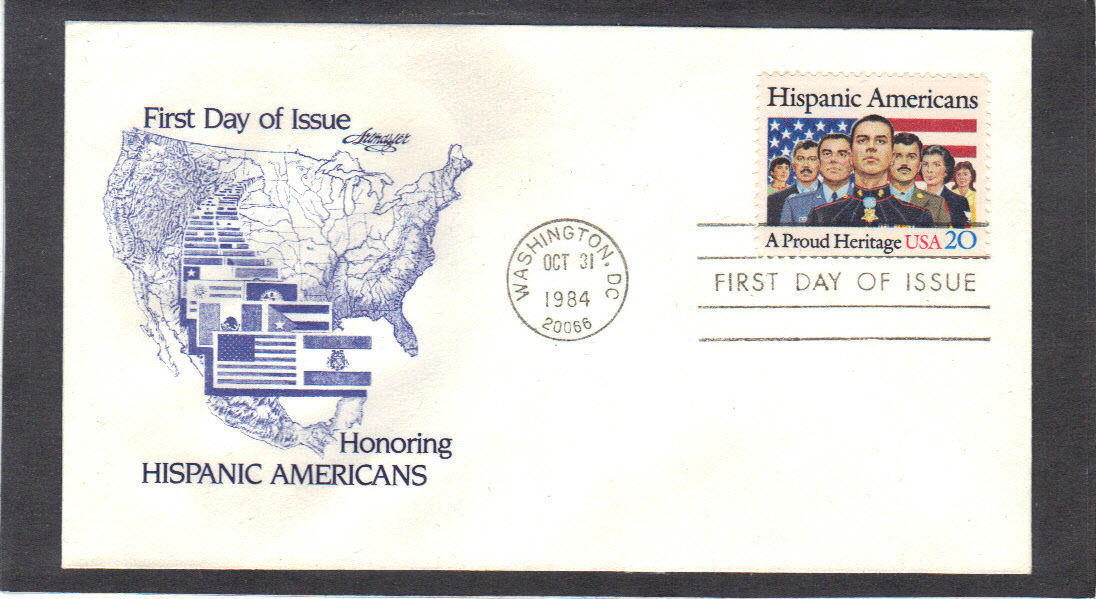 First Day of Issue
Artmaster
Honoring
HISPANIC AMERICANS
WASHINGTON, DC
OCT 31
1984
20066
Hispanic Americans
A Proud Heritage USA 20
FIRST DAY OF ISSUE